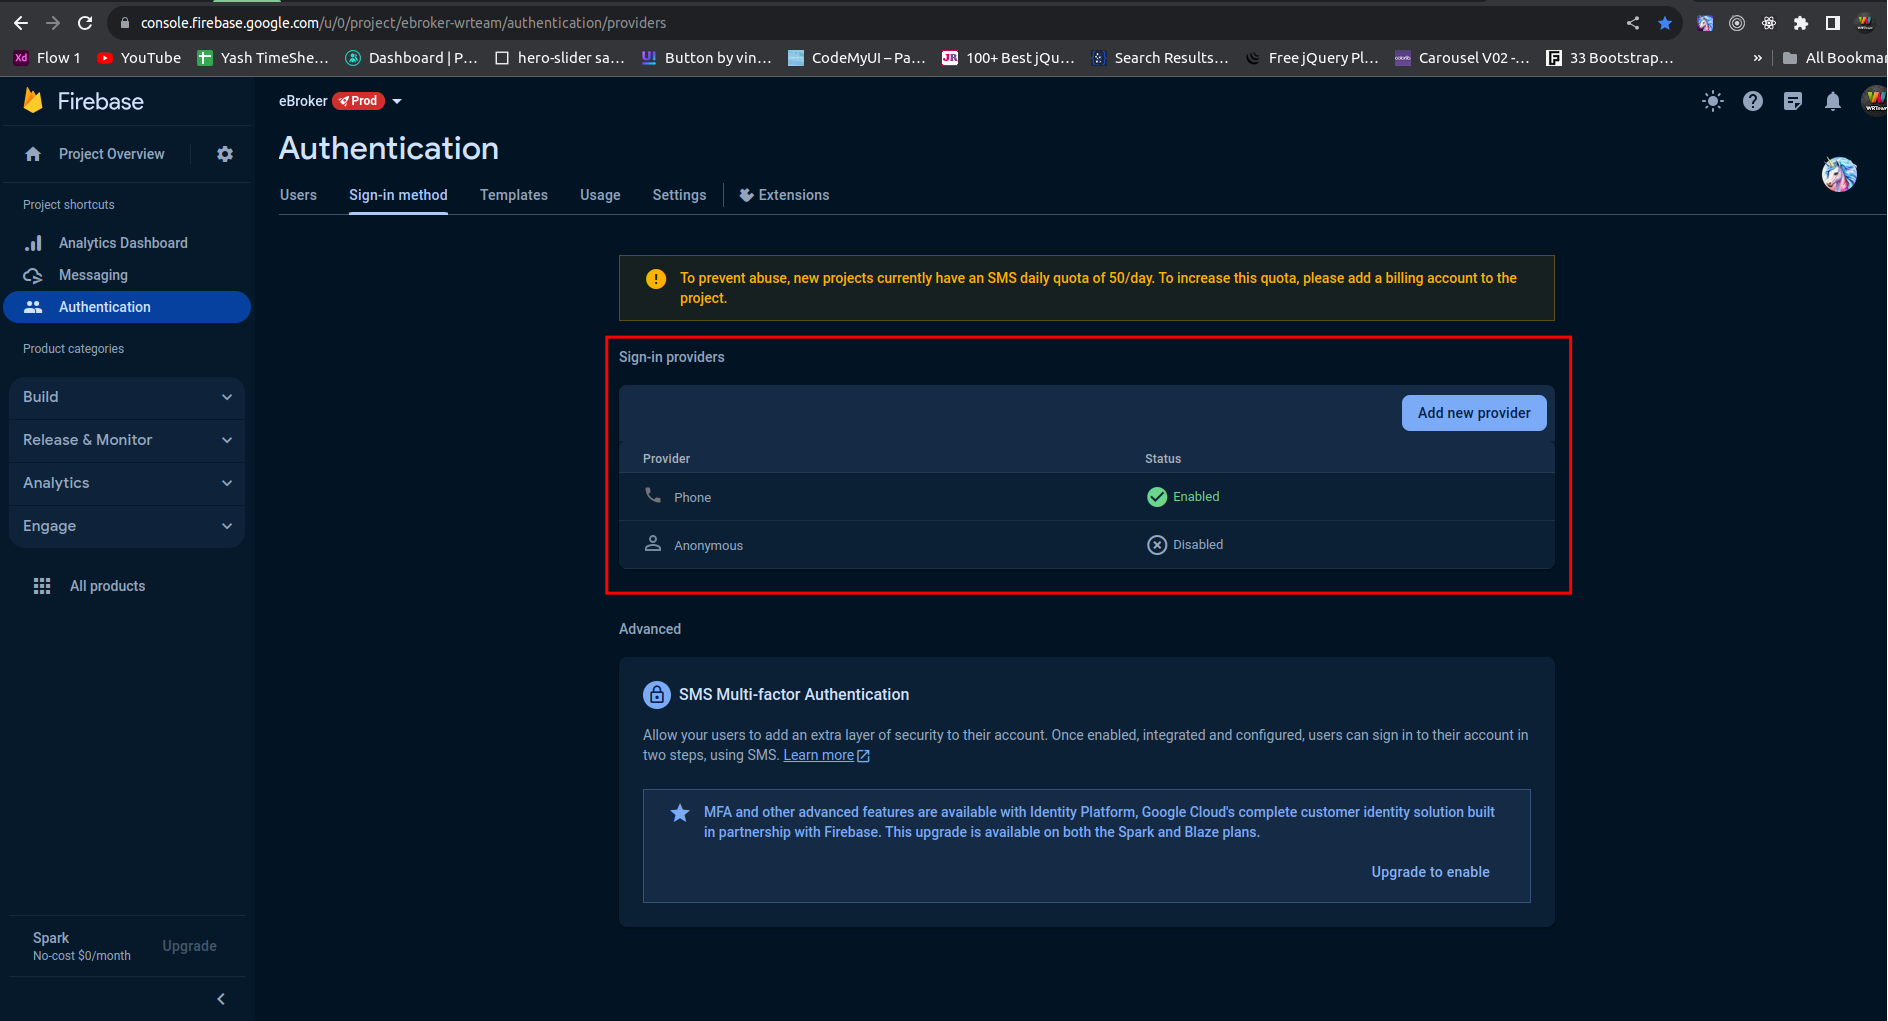 console.firebase.google.com/u/0/project/ebroker-wrteam/authentication/providers
Xd Flow 1 YouTube Yash TimeShe... Dashboard | P... hero-slider sa... Button by vin... CodeMyUI – Pa... JR 100+ Best jQu... Search Results... Free jQuery Pl... Carousel V02 -... 33 Bootstrap... » All Bookmar
Firebase
eBroker Prod
Project Overview
Authentication
Users Sign-in method Templates Usage Settings Extensions
Project shortcuts
Analytics Dashboard
Messaging
Authentication
Product categories
Build
Release & Monitor
Analytics
Engage
All products
To prevent abuse, new projects currently have an SMS daily quota of 50/day. To increase this quota, please add a billing account to the
project.
Sign-in providers
Add new provider
Provider Status
Phone Enabled
Anonymous Disabled
Advanced
SMS Multi-factor Authentication
Allow your users to add an extra layer of security to their account. Once enabled, integrated and configured, users can sign in to their account in
two steps, using SMS. Learn more
MFA and other advanced features are available with Identity Platform, Google Cloud's complete customer identity solution built
in partnership with Firebase. This upgrade is available on both the Spark and Blaze plans.
Upgrade to enable
Spark
No-cost $0/month
Upgrade